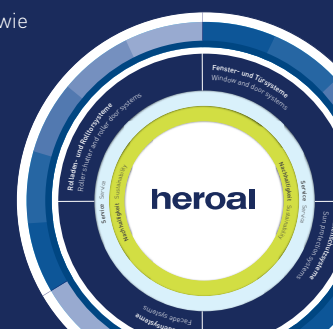 wie
Fenster- und Türsysteme
Window and door systems
Rollladen- und Rolltorsysteme
Roller shutter and roller door systems
Service Service
Nachhaltigkeit Sustainability
heroal
Nachhaltigkeit Sustainability
Service Service
Sun protection systems
Facade systems